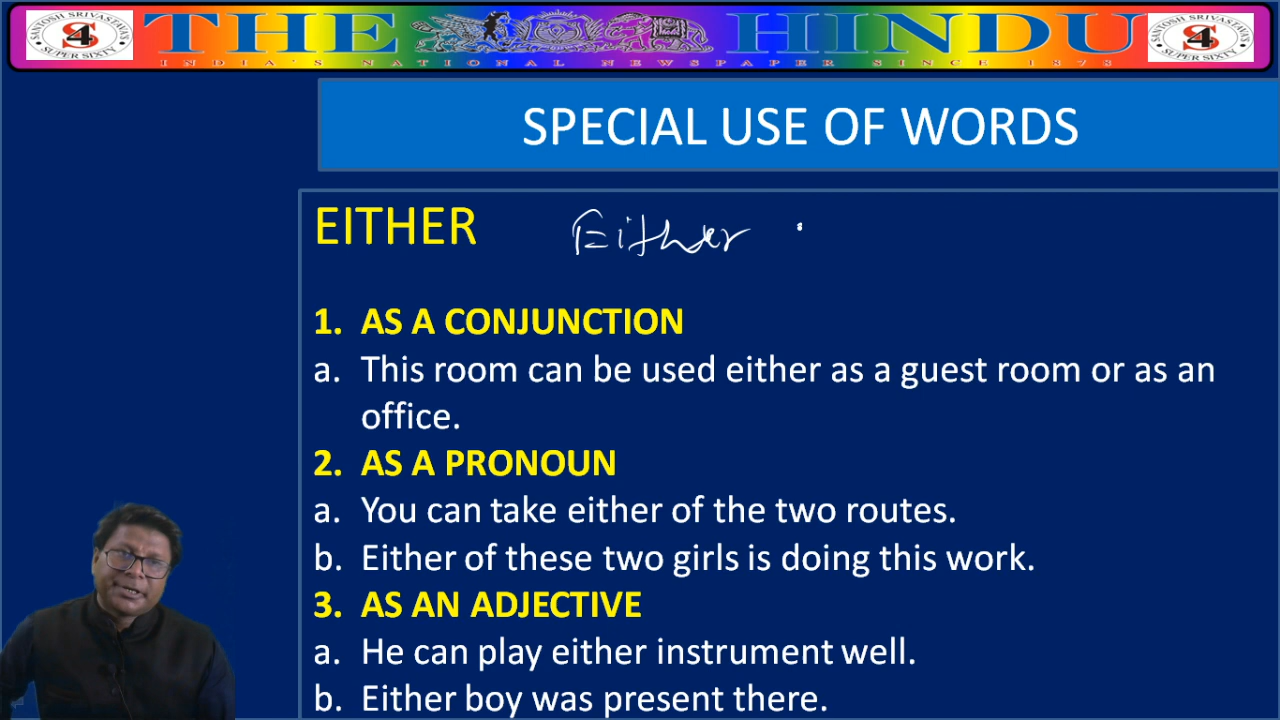 SANTOSH SRIVASTAVA'S S4 SUPER SIXTY THE HINDU SANTOSH SRIVASTAVA'S S4 SUPER SIXTY
INDIA'S NATIONAL NEWSPAPER SINCE 1878
SPECIAL USE OF WORDS
EITHER Either
1. AS A CONJUNCTION
a. This room can be used either as a guest room or as an
office.
2. AS A PRONOUN
a. You can take either of the two routes.
b. Either of these two girls is doing this work.
3. AS AN ADJECTIVE
a. He can play either instrument well.
b. Either boy was present there.